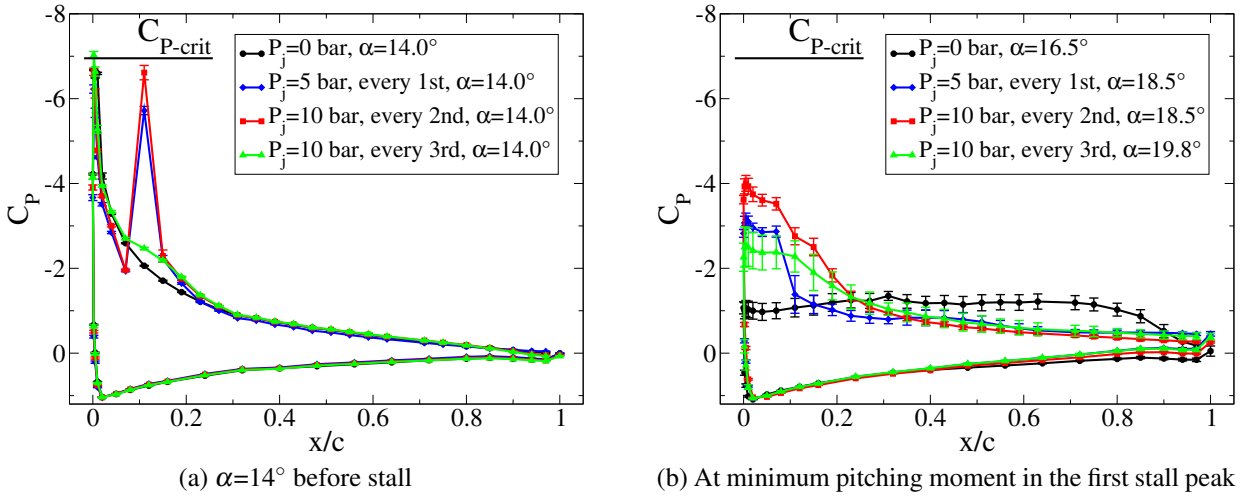 -8
-6
-4
-2
0
C_P
C_{P-crit}
P_j=0 bar, α=14.0°
P_j=5 bar, every 1st, α=14.0°
P_j=10 bar, every 2nd, α=14.0°
P_j=10 bar, every 3rd, α=14.0°
0 0.2 0.4 0.6 0.8 1
x/c
(a) α=14° before stall
-8
-6
-4
-2
0
C_P
C_{P-crit}
P_j=0 bar, α=16.5°
P_j=5 bar, every 1st, α=18.5°
P_j=10 bar, every 2nd, α=18.5°
P_j=10 bar, every 3rd, α=19.8°
0 0.2 0.4 0.6 0.8 1
x/c
(b) At minimum pitching moment in the first stall peak